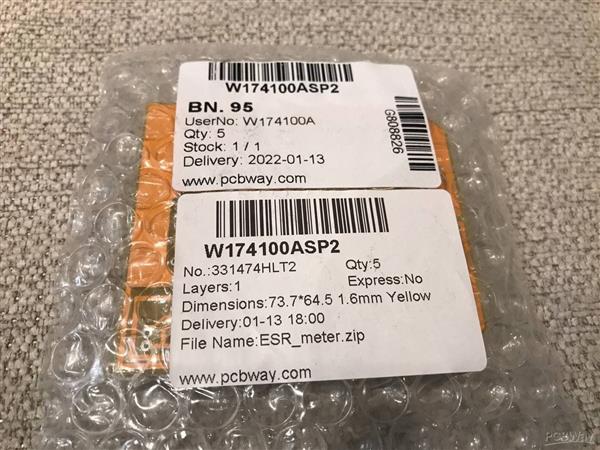 W174100ASP2
BN. 95
UserNo: W174100A
Qty: 5
Stock: 1 / 1
Delivery: 2022-01-13
www.pcbway.com
G808826
W174100ASP2
No.:331474HLT2 Qty:5
Layers:1 Express:No
Dimensions:73.7*64.5 1.6mm Yellow
Delivery:01-13 18:00
File Name:ESR_meter.zip
www.pcbway.com
PCBWay